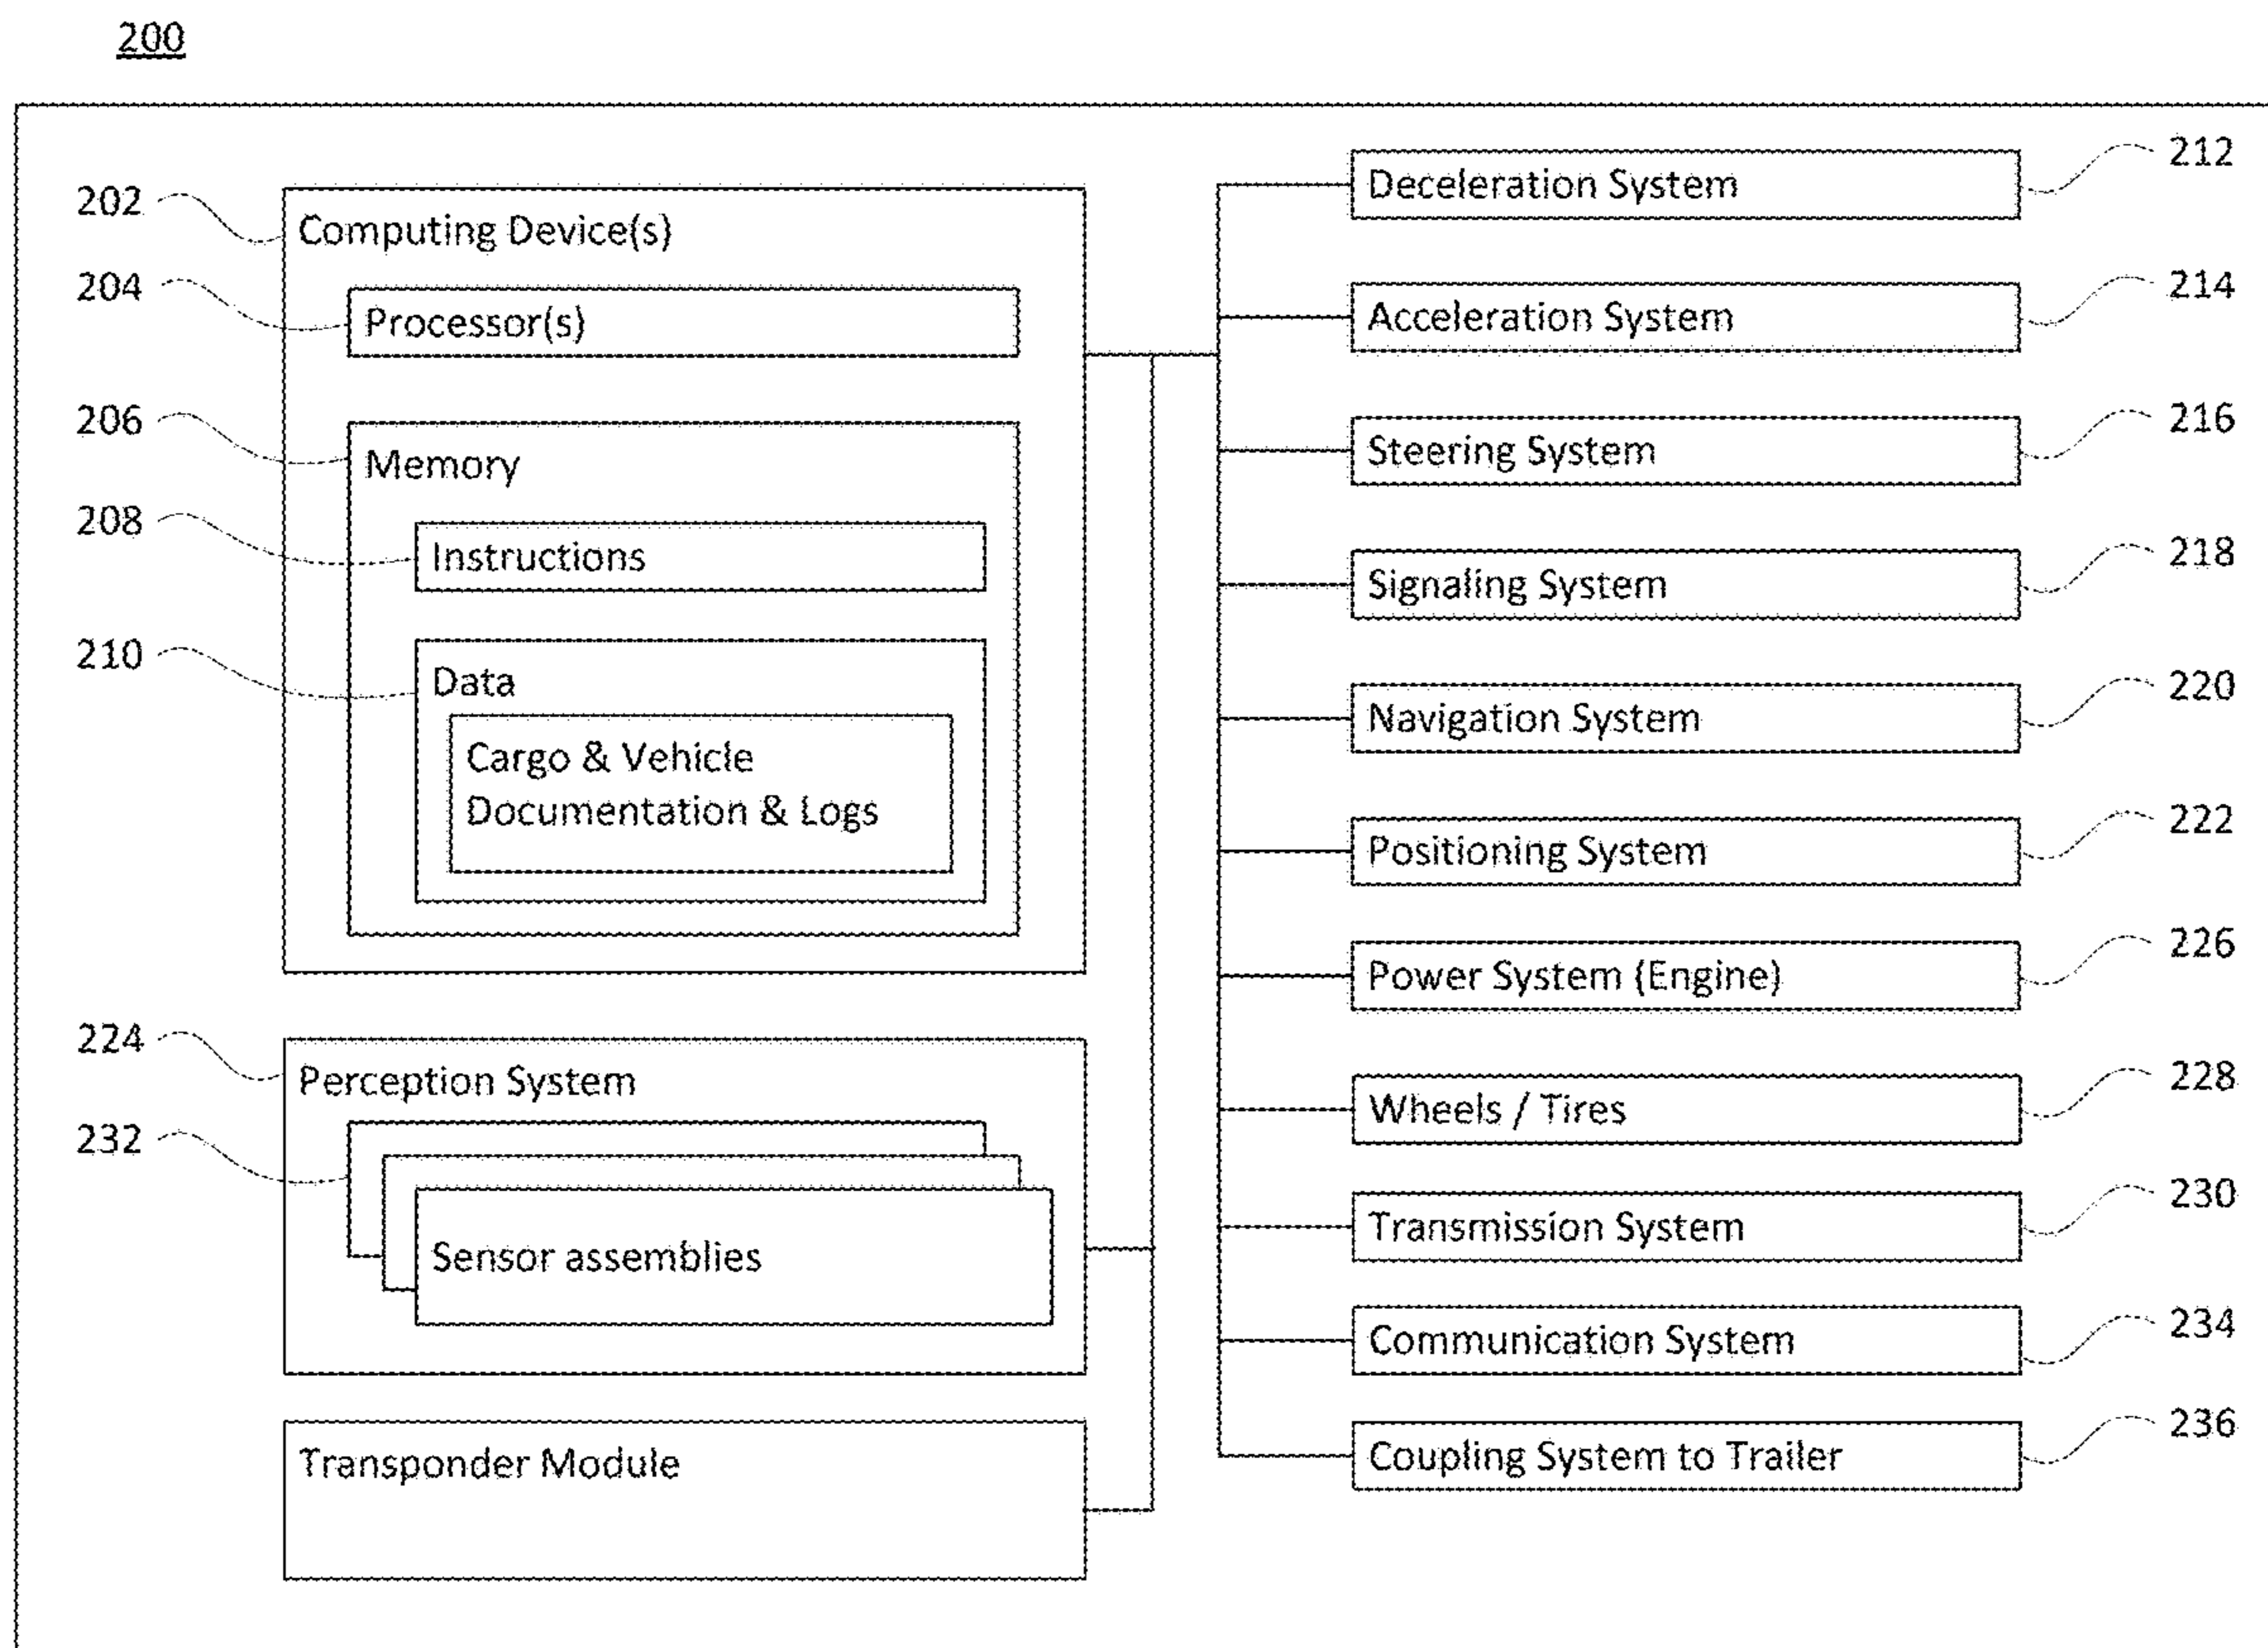 200
202
Computing Device(s)
204
Processor(s)
206
Memory
208
Instructions
210
Data
Cargo & Vehicle
Documentation & Logs
224
Perception System
232
Sensor assemblies
Transponder Module
Deceleration System
212
Acceleration System
214
Steering System
216
Signaling System
218
Navigation System
220
Positioning System
222
Power System (Engine)
226
Wheels / Tires
228
Transmission System
230
Communication System
234
Coupling System to Trailer
236